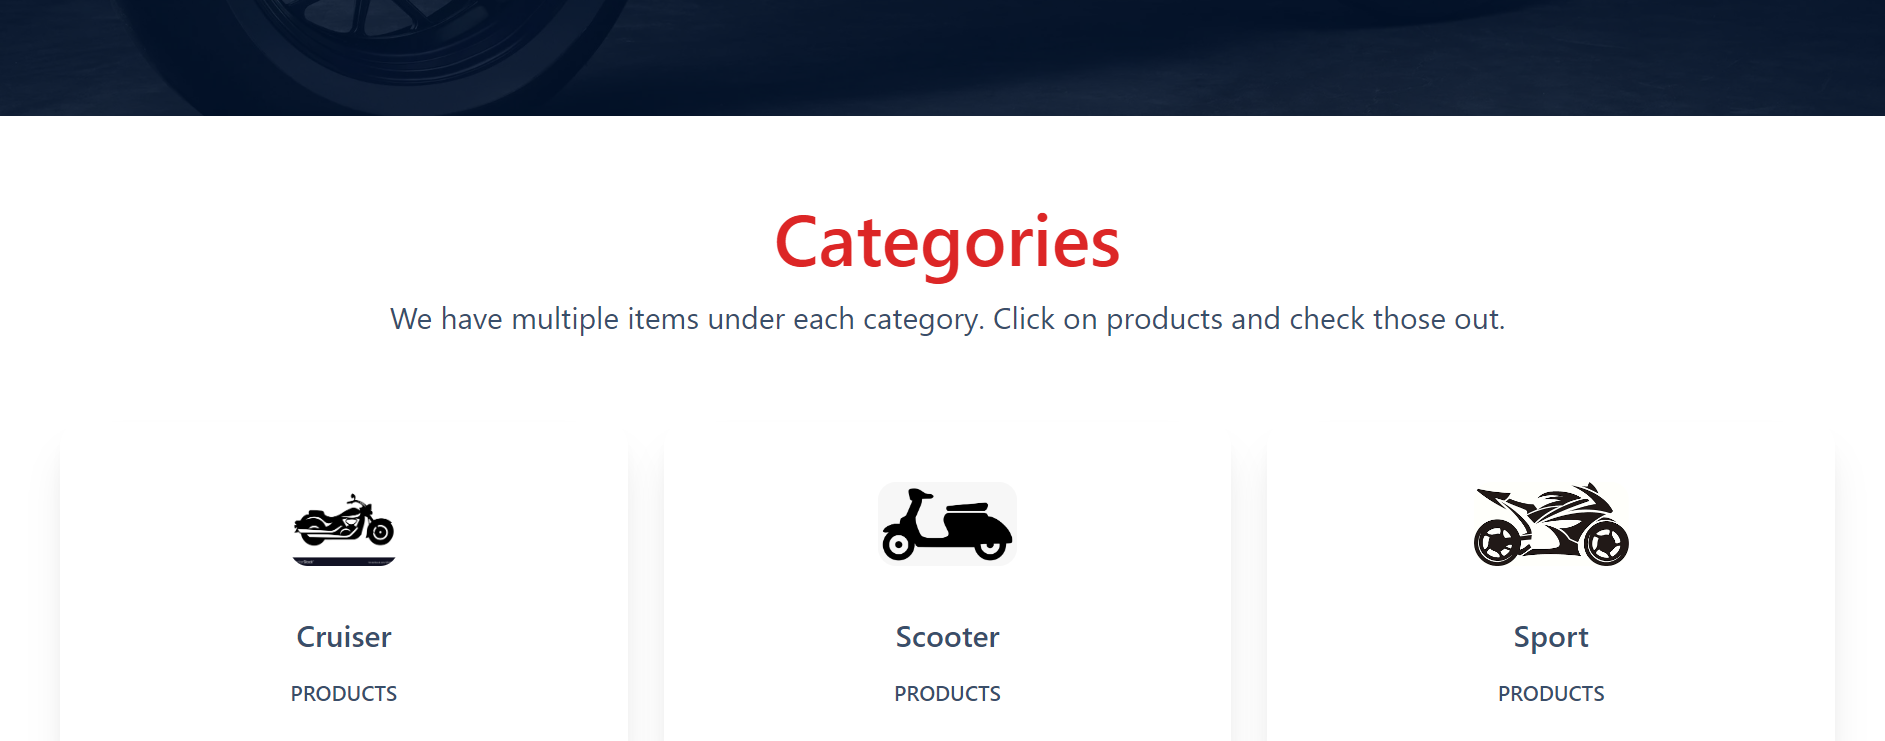 Categories
We have multiple items under each category. Click on products and check those out.
Cruiser
Scooter
Sport
PRODUCTS
PRODUCTS
PRODUCTS